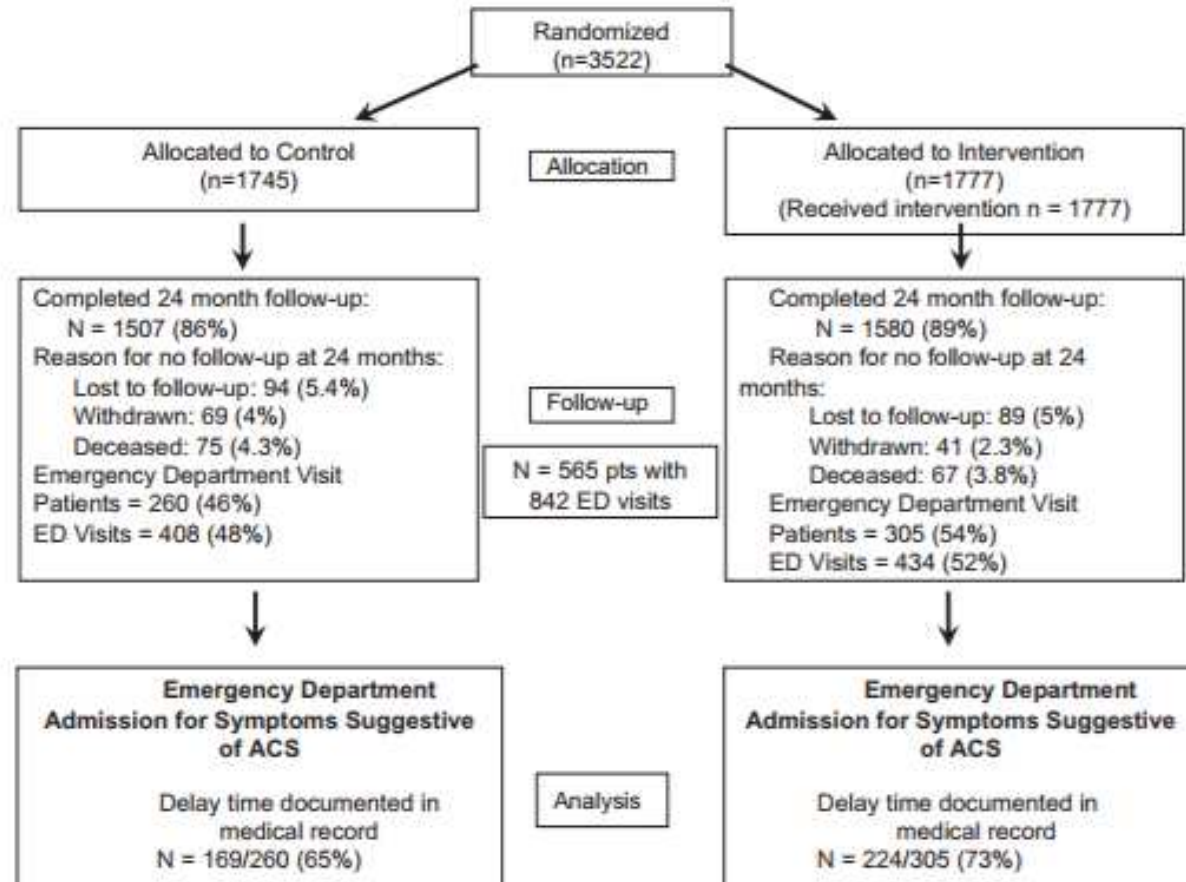 Randomized
(n=3522)
Allocated to Control
(n=1745)
Allocation
Allocated to Intervention
(n=1777)
(Received intervention n = 1777)
Completed 24 month follow-up:
N = 1507 (86%)
Reason for no follow-up at 24 months:
Lost to follow-up: 94 (5.4%)
Withdrawn: 69 (4%)
Deceased: 75 (4.3%)
Emergency Department Visit
Patients = 260 (46%)
ED Visits = 408 (48%)
Follow-up
N = 565 pts with
842 ED visits
Completed 24 month follow-up:
N = 1580 (89%)
Reason for no follow-up at 24
months:
Lost to follow-up: 89 (5%)
Withdrawn: 41 (2.3%)
Deceased: 67 (3.8%)
Emergency Department Visit
Patients = 305 (54%)
ED Visits = 434 (52%)
Emergency Department
Admission for Symptoms Suggestive
of ACS
Delay time documented in
medical record
N = 169/260 (65%)
Analysis
Emergency Department
Admission for Symptoms Suggestive
of ACS
Delay time documented in
medical record
N = 224/305 (73%)